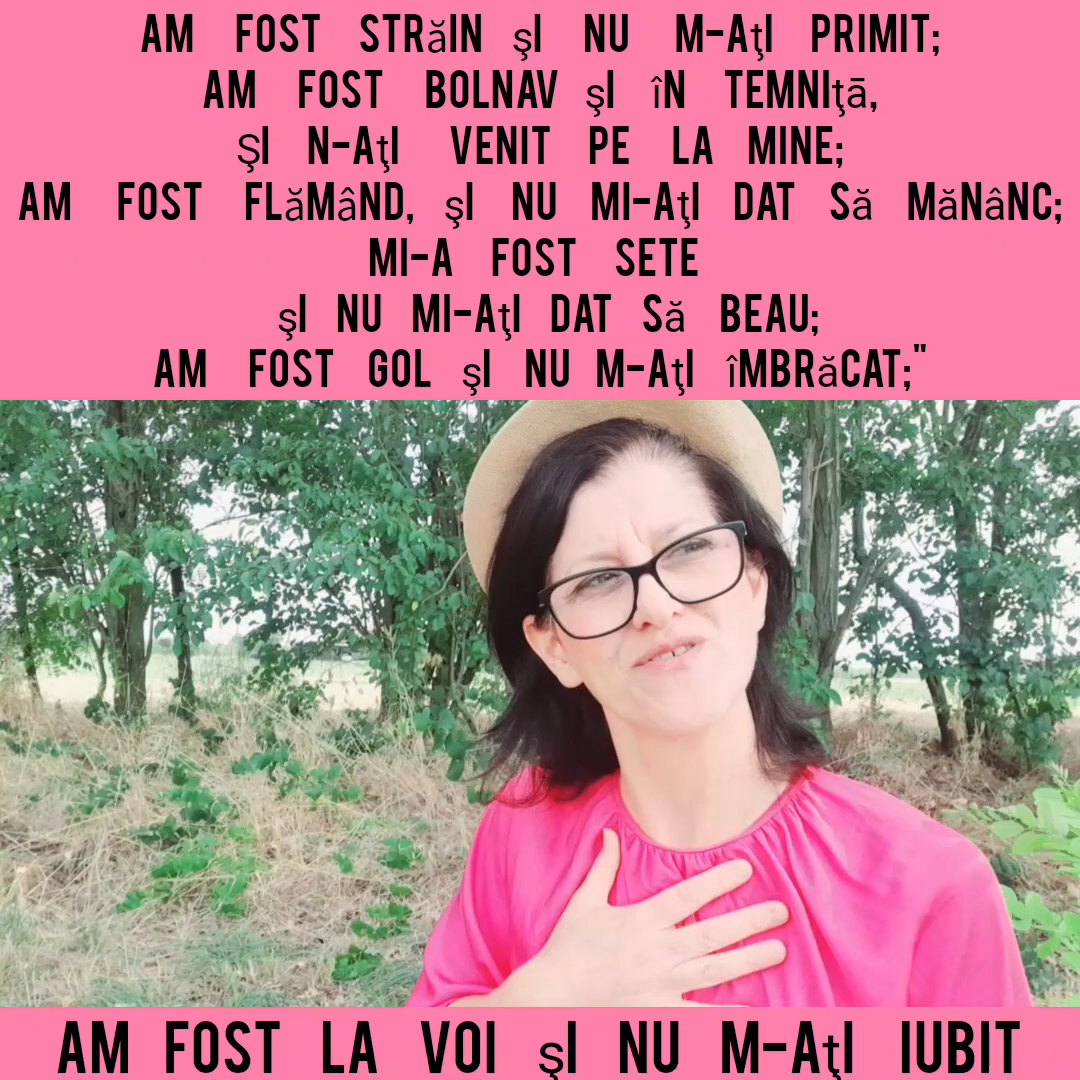 AM FOST STRăIN şI NU M-AţI PRIMIT;
AM FOST BOLNAV şI îN TEMNIţā,
ŞI N-AţI VENIT PE LA MINE;
AM FOST FLăMâND, şI NU MI-AţI DAT Să MăNâNC;
MI-A FOST SETE
şI NU MI-AţI DAT Să BEAU;
AM FOST GOL şI NU M-AţI îMBRăCAT;"
AM FOST LA VOI şI NU M-AţI IUBIT